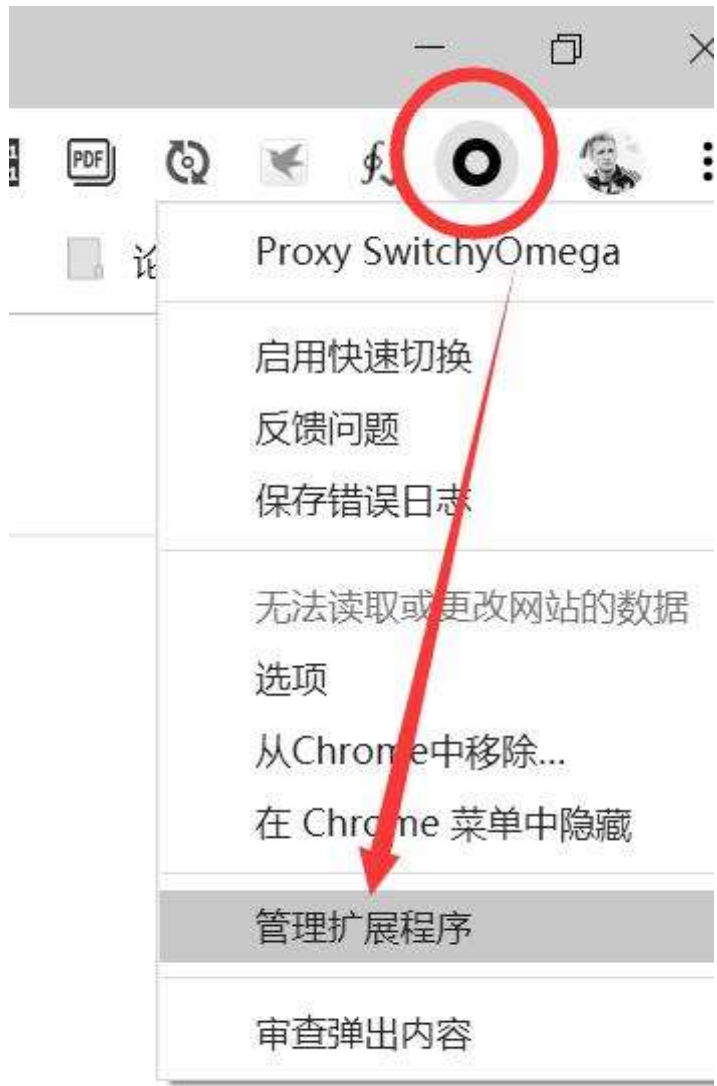 PDF
论
Proxy SwitchyOmega
启用快速切换
反馈问题
保存错误日志
无法读取或更改网站的数据
选项
从Chrome中移除...
在 Chrome 菜单中隐藏
管理扩展程序
审查弹出内容